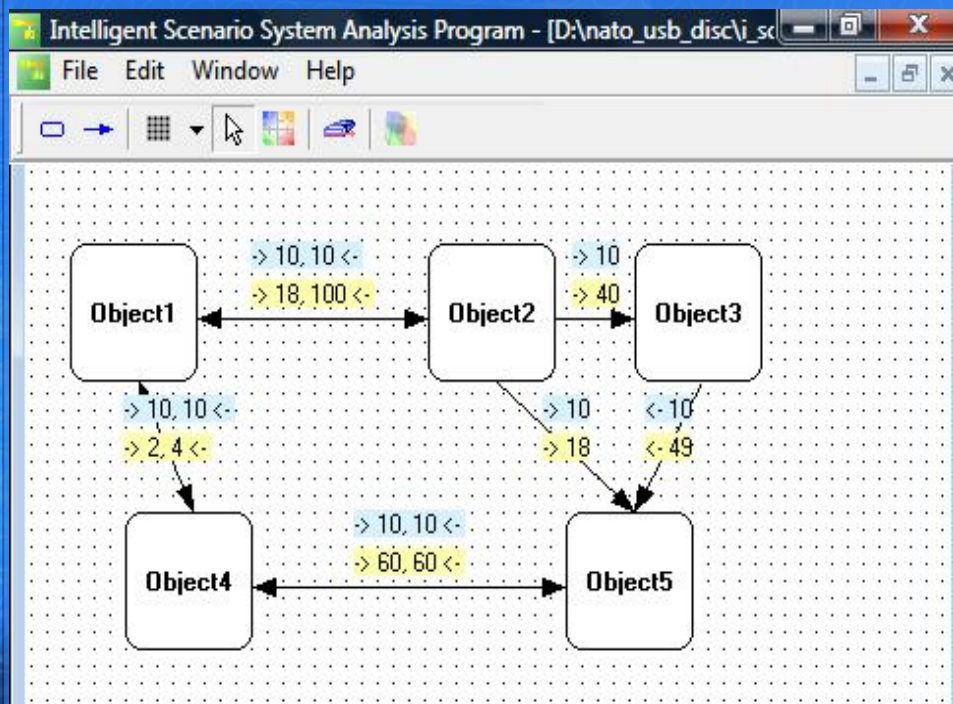 Intelligent Scenario System Analysis Program - [D:\nato_usb_disc\i_sc
File Edit Window Help
-> 10, 10 <-
-> 10
-> 18, 100 <-
-> 40
Object1
Object2
Object3
-> 10, 10 <-
-> 10
<- 10
-> 2, 4 <-
-> 18
<- 49
-> 10, 10 <-
-> 60, 60 <-
Object4
Object5